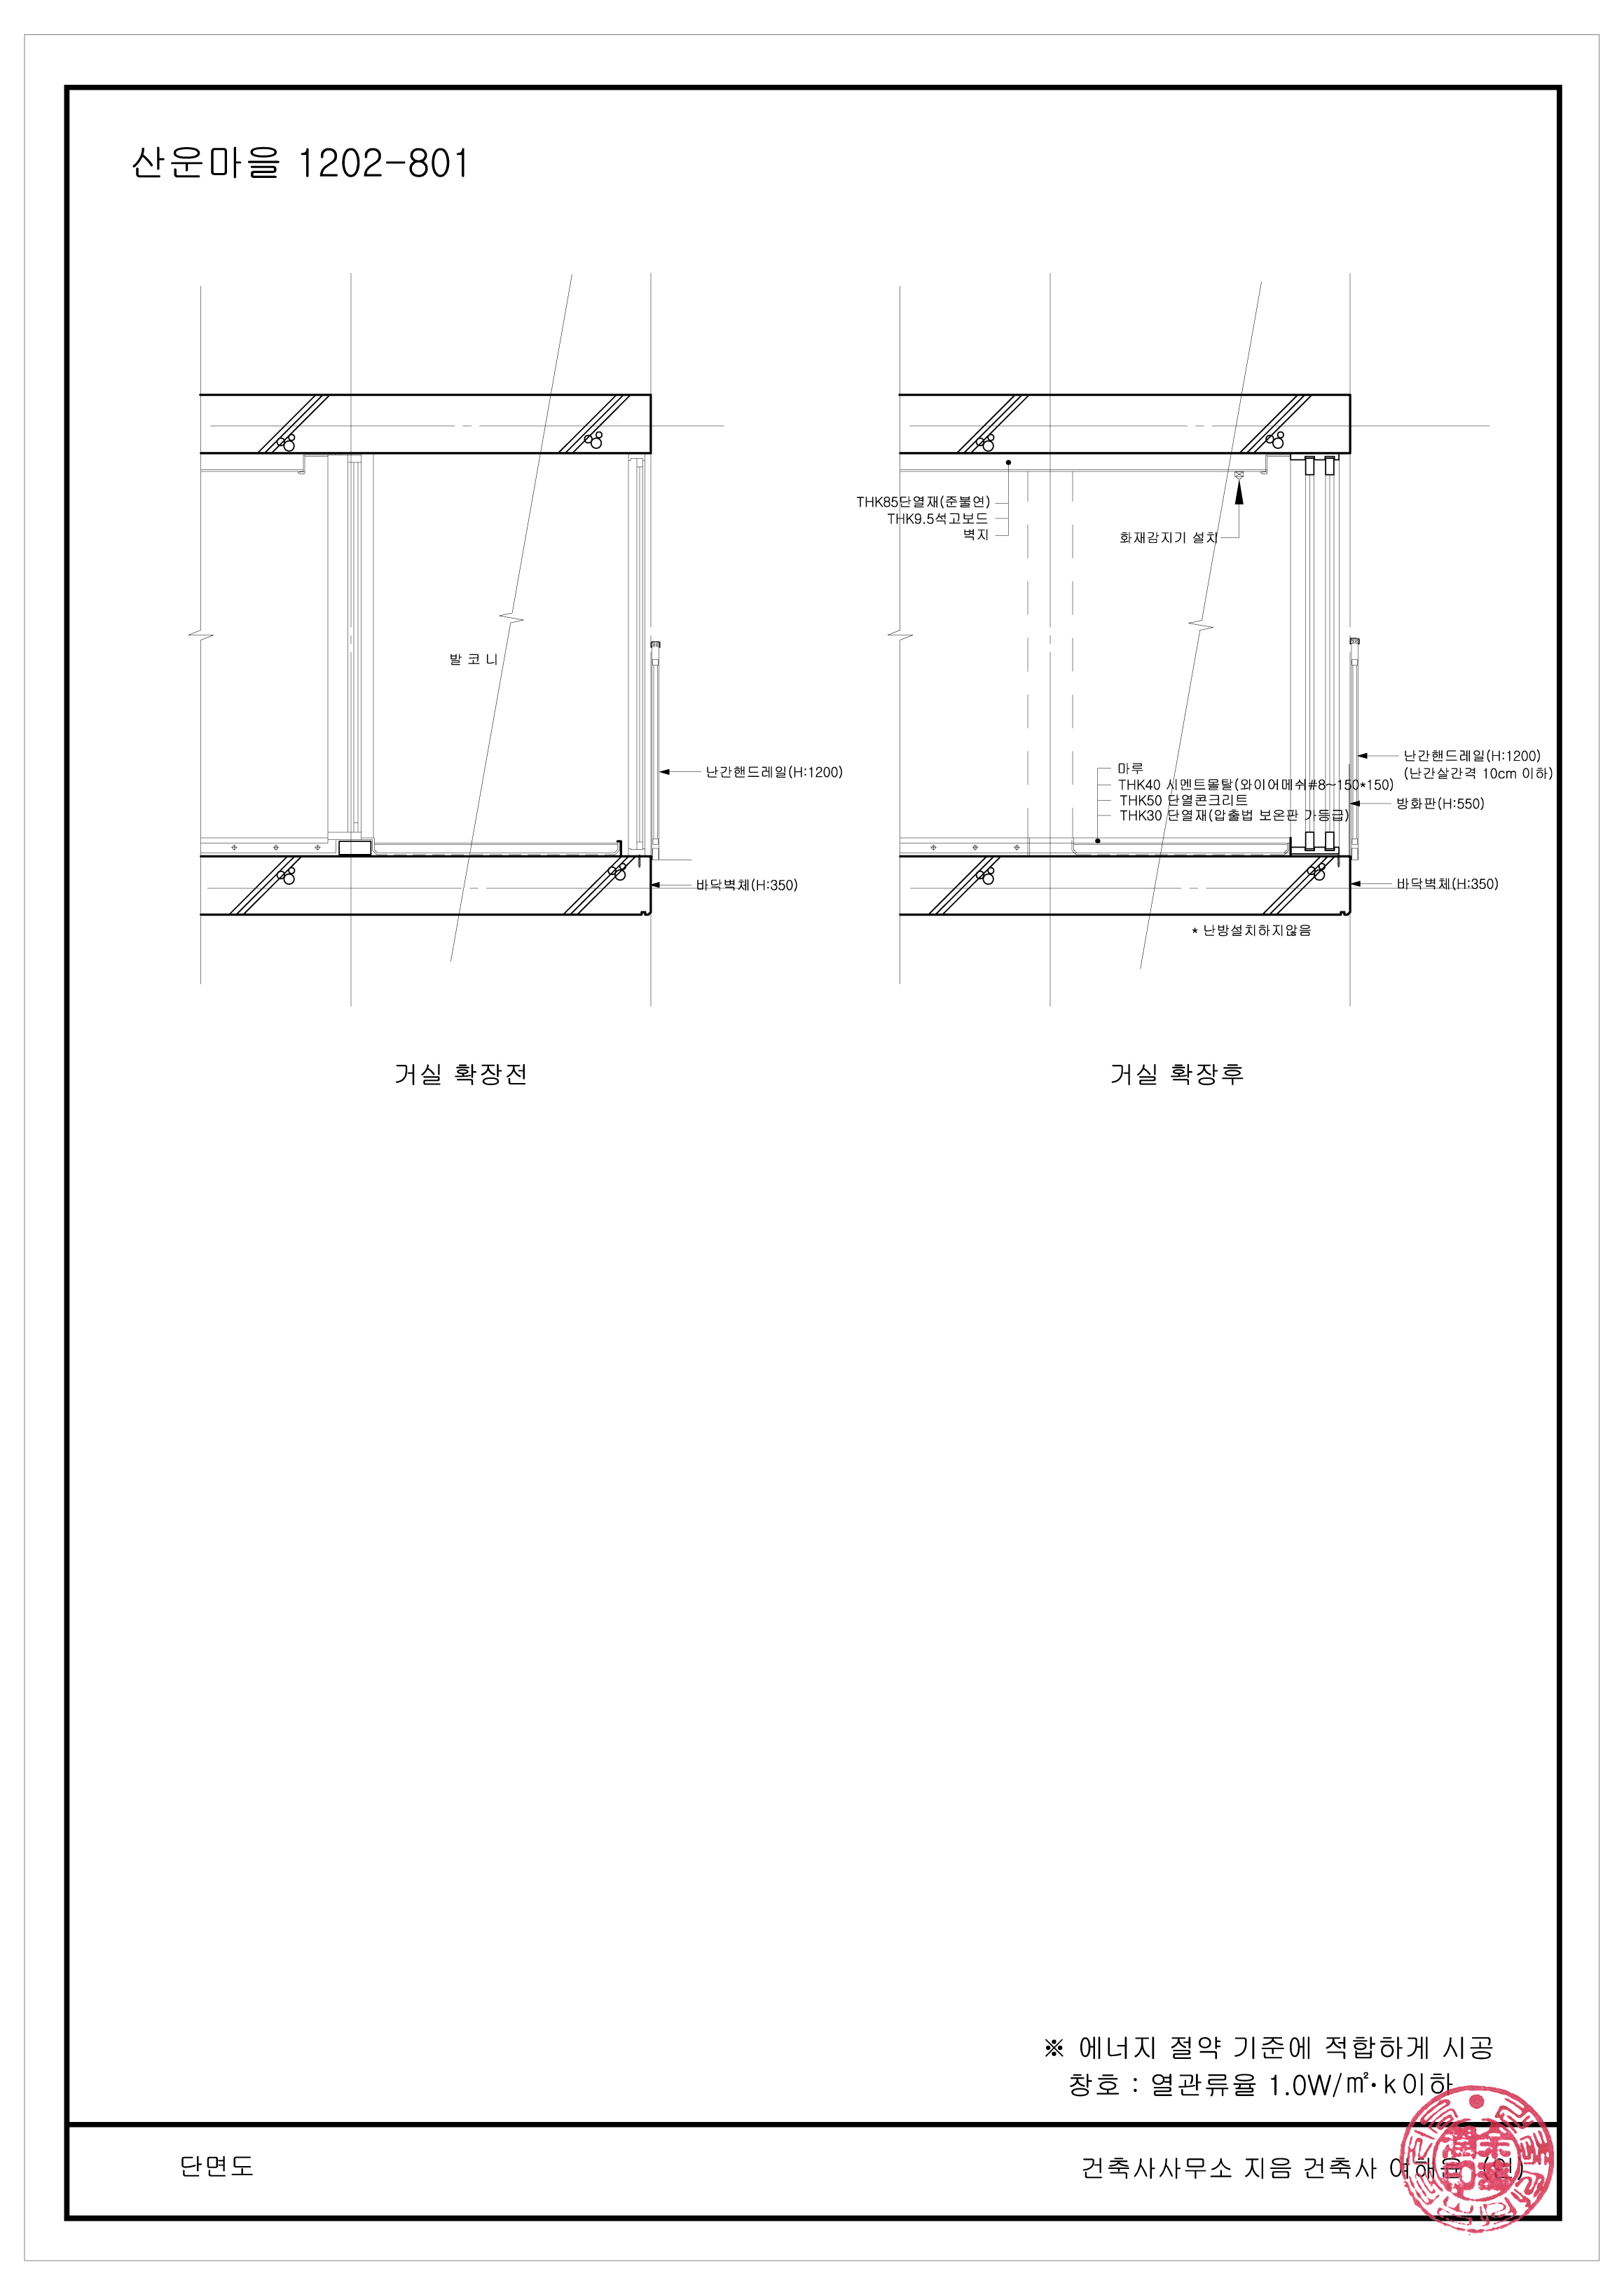 산운마을 1202-801
발 코 니
난간핸드레일(H:1200)
바닥벽체(H:350)
거실 확장전
THK85단열재(준불연)
THK9.5석고보드
벽지
화재감지기 설치
마루
THK40 시멘트몰탈(와이어메쉬#8~150*150)
THK50 단열콘크리트
THK30 단열재(압출법 보온판 가등급)
난간핸드레일(H:1200)
(난간살간격 10cm 이하)
방화판(H:550)
바닥벽체(H:350)
* 난방설치하지않음
거실 확장후
※ 에너지 절약 기준에 적합하게 시공
창호 : 열관류율 1.0W/㎡·k이하
단면도
건축사사무소 지음 건축사 여해 (인)